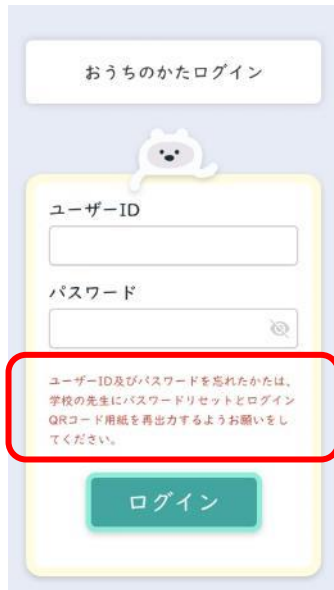 おうちのかたログイン
ユーザーID
パスワード
ユーザーID及びパスワードを忘れたかたは、
学校の先生にパスワードリセットとログイン
QRコード用紙を再出力するようお願いをし
てください。
ログイン